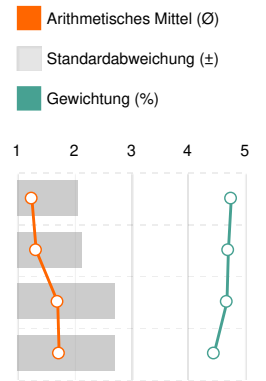 Arithmetisches Mittel (Ø)
Standardabweichung (±)
Gewichtung (%)
1 2 3 4 5